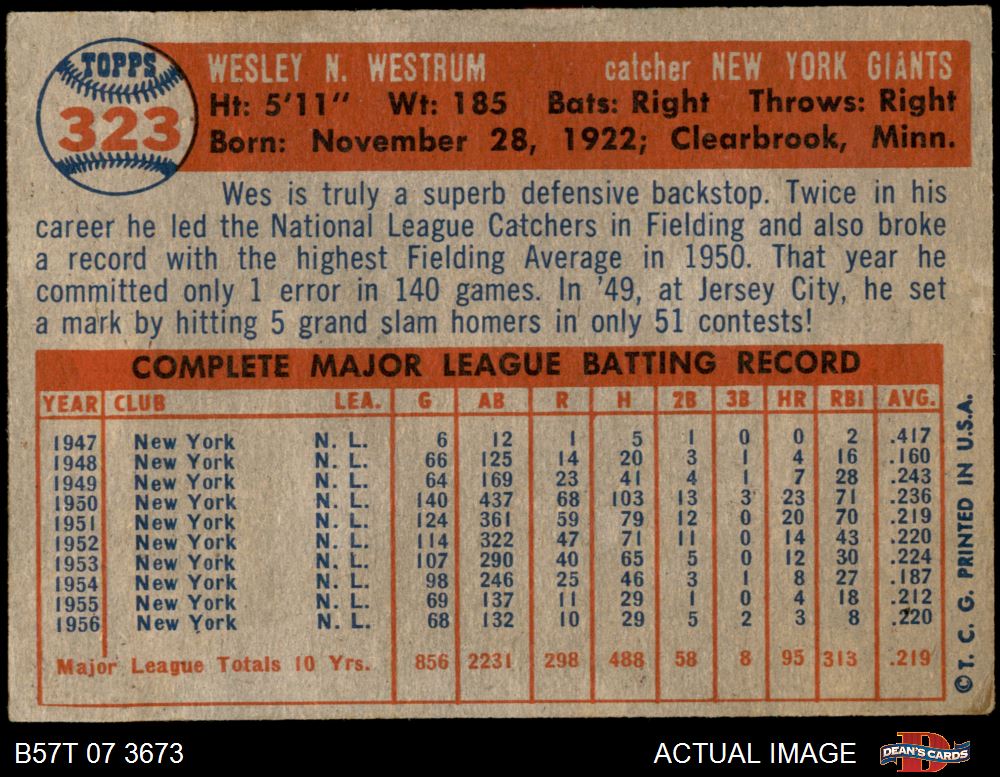 TOPPS
323
WESLEY N. WESTRUM catcher NEW YORK GIANTS
Ht: 5'11" Wt: 185 Bats: Right Throws: Right
Born: November 28, 1922; Clearbrook, Minn.
Wes is truly a superb defensive backstop. Twice in his
career he led the National League Catchers in Fielding and also broke
a record with the highest Fielding Average in 1950. That year he
committed only 1 error in 140 games. In '49, at Jersey City, he set
a mark by hitting 5 grand slam homers in only 51 contests!
COMPLETE MAJOR LEAGUE BATTING RECORD
YEAR CLUB LEA. G AB R H 2B 3B HR RBI AVG.
1947 New York N. L. 6 12 1 5 1 0 0 2 .417
1948 New York N. L. 66 125 14 20 3 1 4 16 .160
1949 New York N. L. 64 169 23 41 4 1 7 28 .243
1950 New York N. L. 140 437 68 103 13 3 23 71 .236
1951 New York N. L. 124 361 59 79 12 0 20 70 .219
1952 New York N. L. 114 322 47 71 11 0 14 43 .220
1953 New York N. L. 107 290 40 65 5 0 12 30 .224
1954 New York N. L. 98 246 25 46 3 1 8 27 .187
1955 New York N. L. 69 137 11 29 1 0 4 18 .212
1956 New York N. L. 68 132 10 29 5 2 3 8 .220
Major League Totals 10 Yrs. 856 2231 298 488 58 8 95 313 .219
© T. C. G. PRINTED IN U.S.A.
B57T 07 3673 ACTUAL IMAGE
DEAN'S CARDS